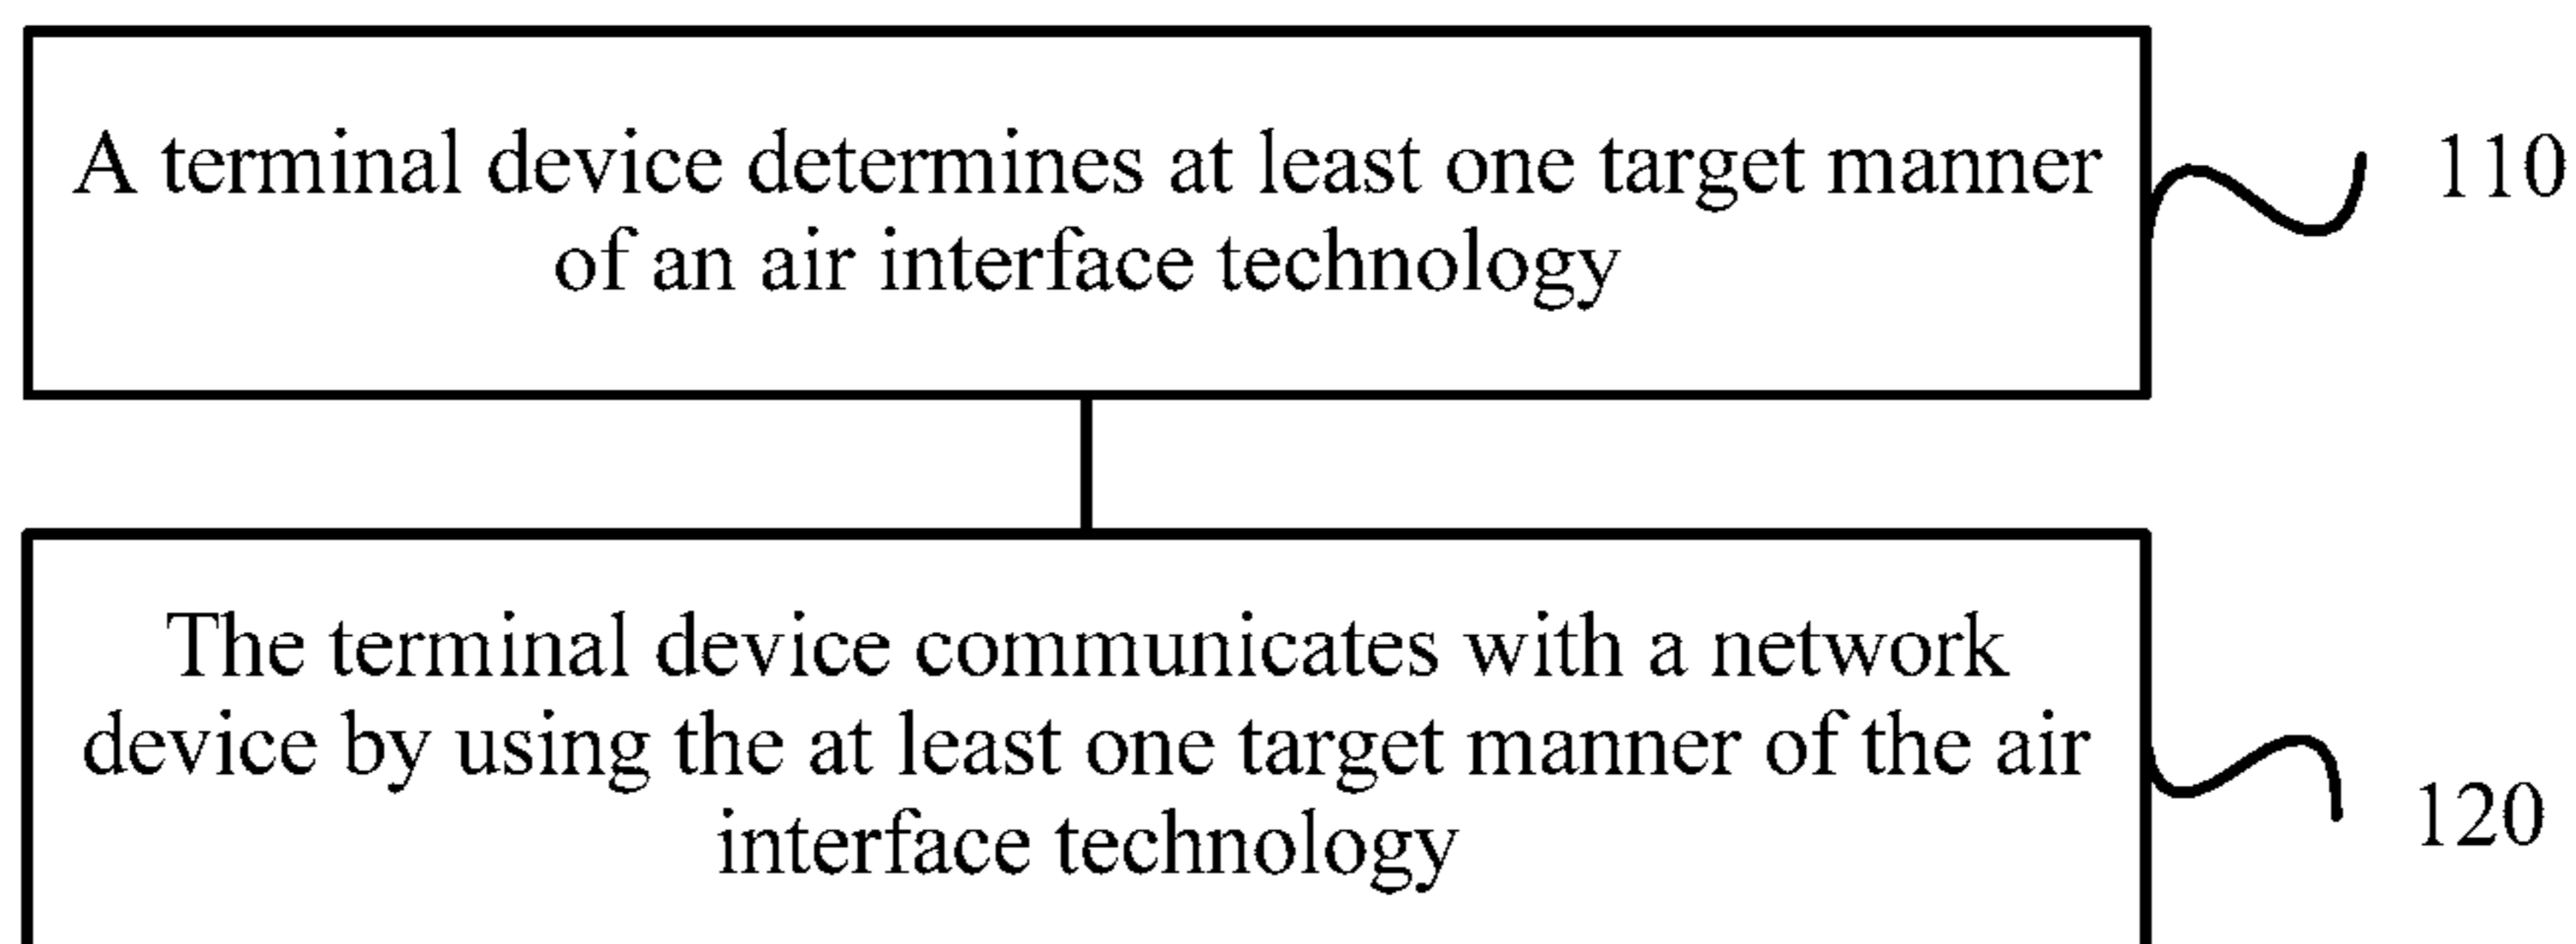 A terminal device determines at least one target manner
of an air interface technology
110
The terminal device communicates with a network
device by using the at least one target manner of the air
interface technology
120